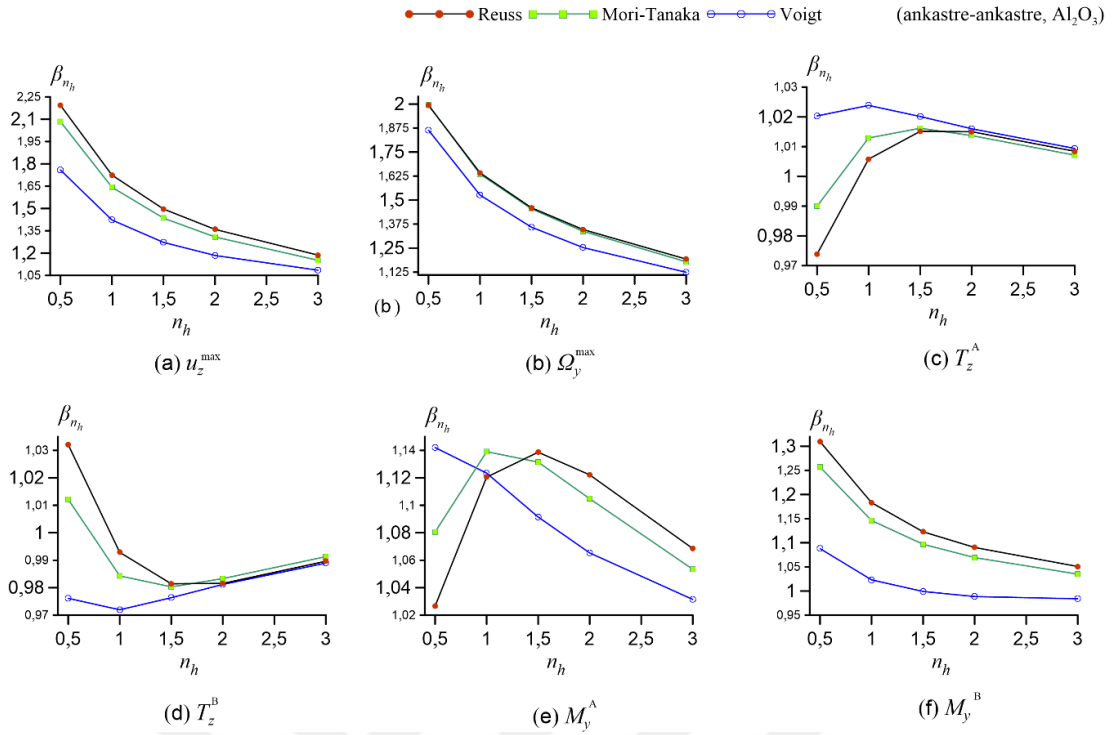 Reuss Mori-Tanaka Voigt (ankastre-ankastre, Al₂O₃)
βₙₕ
2,25
2,1
1,95
1,8
1,65
1,5
1,35
1,2
1,05
0,5 1 1,5 2 2,5 3
nₕ
(a) u_z^max
βₙₕ
2
1,875
1,75
1,625
1,5
1,375
1,25
1,125
(b)
0,5 1 1,5 2 2,5 3
nₕ
(b) Ω_y^max
βₙₕ
1,03
1,02
1,01
1
0,99
0,98
0,97
0,5 1 1,5 2 2,5 3
nₕ
(c) T_z^A
βₙₕ
1,03
1,02
1,01
1
0,99
0,98
0,97
0,5 1 1,5 2 2,5 3
nₕ
(d) T_z^B
βₙₕ
1,14
1,12
1,1
1,08
1,06
1,04
1,02
0,5 1 1,5 2 2,5 3
nₕ
(e) M_y^A
βₙₕ
1,3
1,25
1,2
1,15
1,1
1,05
1
0,95
0,5 1 1,5 2 2,5 3
nₕ
(f) M_y^B